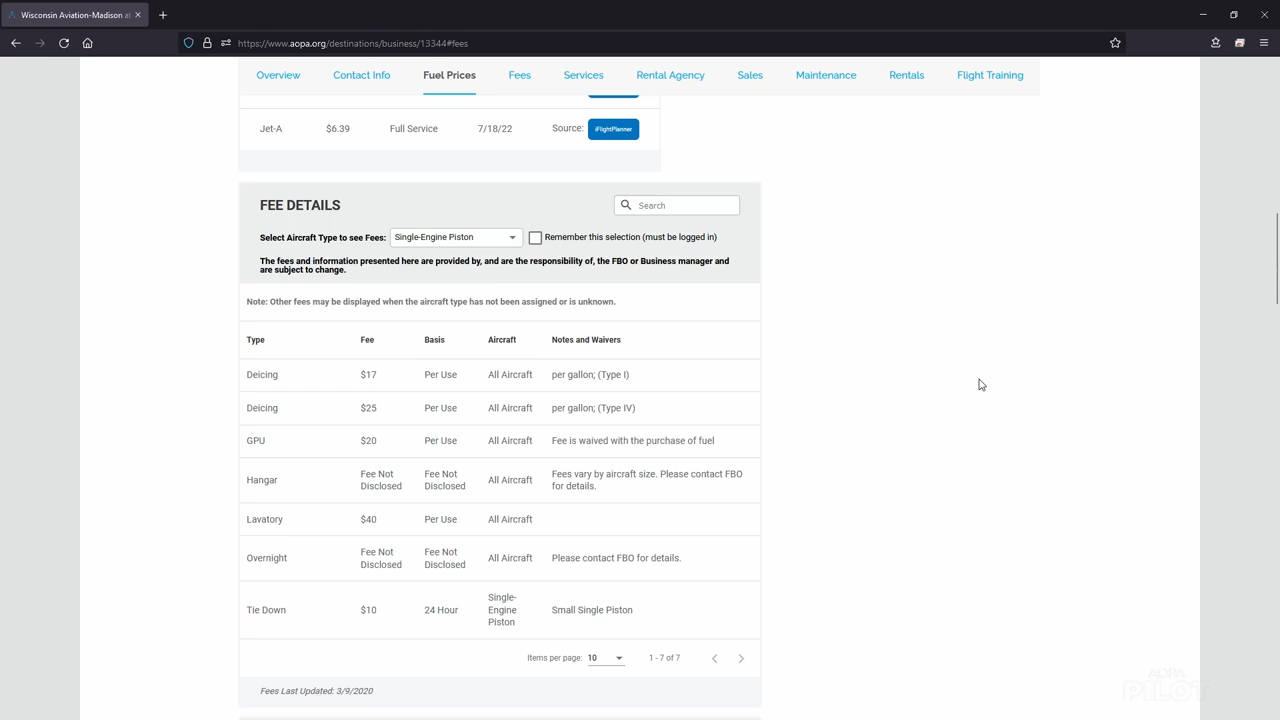 Wisconsin Aviation-Madison at
https://www.aopa.org/destinations/business/13344#fees
Overview Contact Info Fuel Prices Fees Services Rental Agency Sales Maintenance Rentals Flight Training
Jet-A $6.39 Full Service 7/18/22 Source: iFlightPlanner
FEE DETAILS Search
Select Aircraft Type to see Fees: Single-Engine Piston Remember this selection (must be logged in)
The fees and information presented here are provided by, and are the responsibility of, the FBO or Business manager and
are subject to change.
Note: Other fees may be displayed when the aircraft type has not been assigned or is unknown.
Type Fee Basis Aircraft Notes and Waivers
Deicing $17 Per Use All Aircraft per gallon; (Type I)
Deicing $25 Per Use All Aircraft per gallon; (Type IV)
GPU $20 Per Use All Aircraft Fee is waived with the purchase of fuel
Hangar Fee Not Disclosed Fee Not Disclosed All Aircraft Fees vary by aircraft size. Please contact FBO for details.
Lavatory $40 Per Use All Aircraft
Overnight Fee Not Disclosed Fee Not Disclosed All Aircraft Please contact FBO for details.
Tie Down $10 24 Hour Single-Engine Piston Small Single Piston
Items per page: 10 1 - 7 of 7
Fees Last Updated: 3/9/2020
AOPA
PILOT